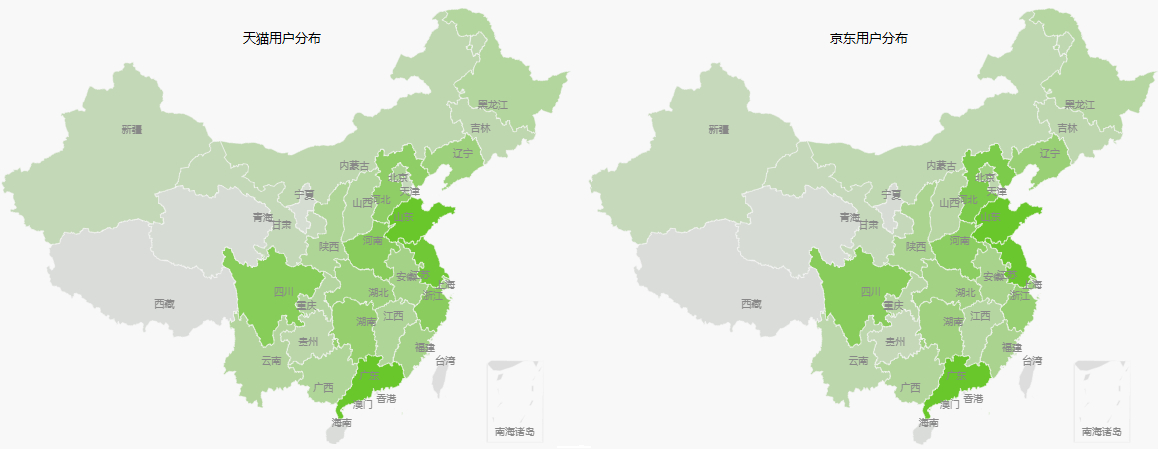 天猫用户分布
黑龙江
新疆
吉林
辽宁
内蒙古
北京
天津
宁夏
山西
河北
青海
甘肃
山东
陕西
河南
安徽
上海
四川
湖北
浙江
西藏
重庆
江西
湖南
贵州
福建
云南
台湾
广东
广西
香港
澳门
海南
南海诸岛
京东用户分布
黑龙江
新疆
吉林
辽宁
内蒙古
北京
天津
宁夏
山西
河北
青海
甘肃
山东
陕西
河南
安徽
上海
四川
湖北
浙江
西藏
重庆
江西
湖南
贵州
福建
云南
台湾
广东
广西
香港
澳门
海南
南海诸岛